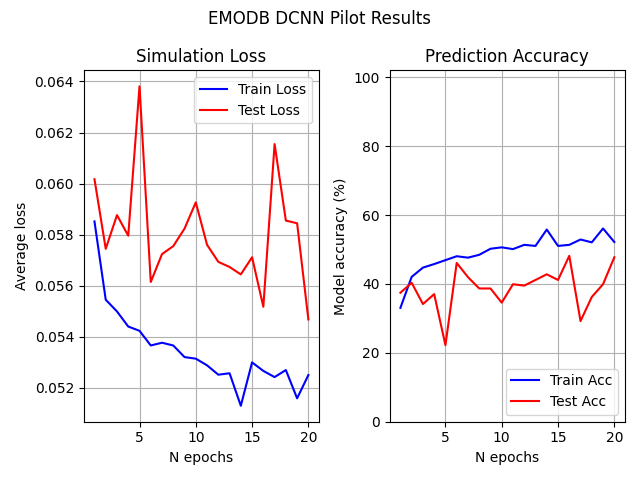 EMODB DCNN Pilot Results
Simulation Loss
Prediction Accuracy
Train Loss
Test Loss
0.064
0.062
0.060
0.058
0.056
0.054
0.052
Average loss
5
10
15
20
N epochs
100
80
60
40
20
0
Model accuracy (%)
Train Acc
Test Acc
5
10
15
20
N epochs